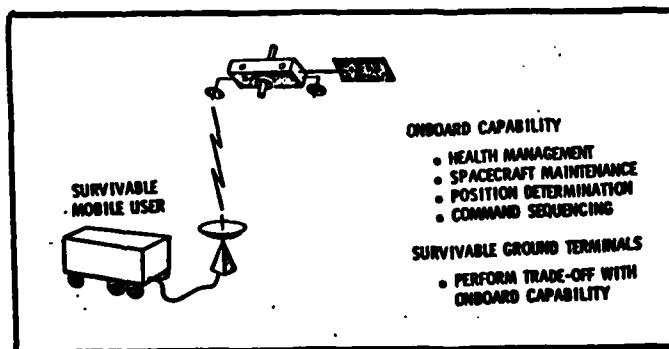 SURVIVABLE
MOBILE USER
ONBOARD CAPABILITY
• HEALTH MANAGEMENT
• SPACECRAFT MAINTENANCE
• POSITION DETERMINATION
• COMMAND SEQUENCING
SURVIVABLE GROUND TERMINALS
• PERFORM TRADE-OFF WITH
ONBOARD CAPABILITY